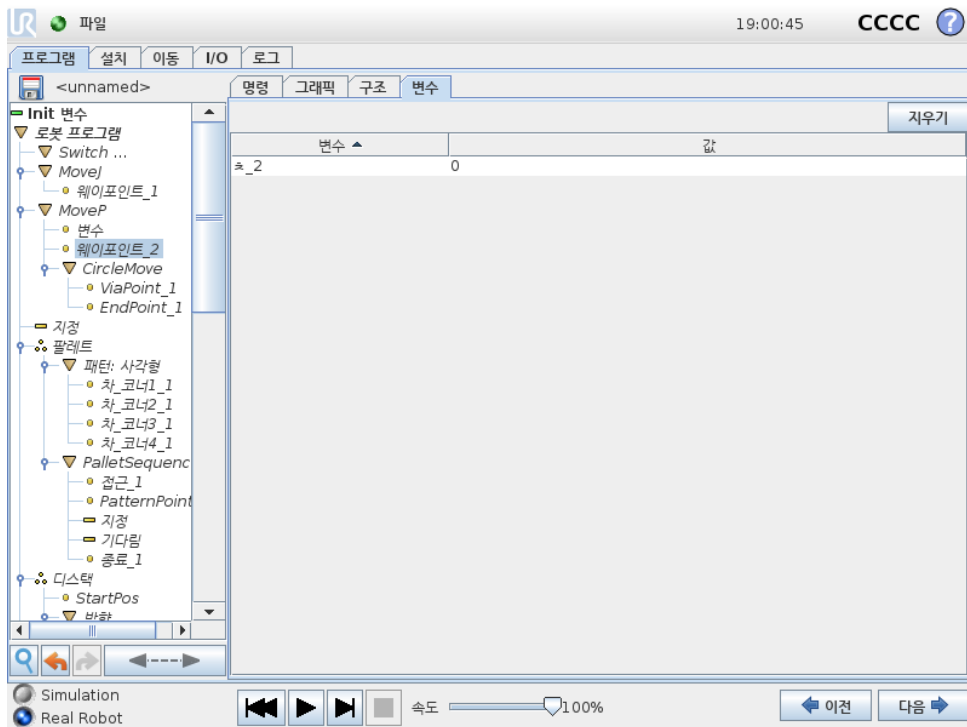 UR 파일 19:00:45 CCCC ?
프로그램 설치 이동 I/O 로그
<unnamed> 명령 그래픽 구조 변수
Init 변수
지우기
로봇 프로그램
변수 값
Switch ...
ㅊ_2 0
MoveJ
웨이포인트_1
MoveP
변수
웨이포인트_2
CircleMove
ViaPoint_1
EndPoint_1
지정
팔레트
패턴: 사각형
차_코너1_1
차_코너2_1
차_코너3_1
차_코너4_1
PalletSequenc
접근_1
PatternPoint
지정
기다림
종료_1
디스택
StartPos
방향
Simulation
Real Robot
속도 100% 이전 다음